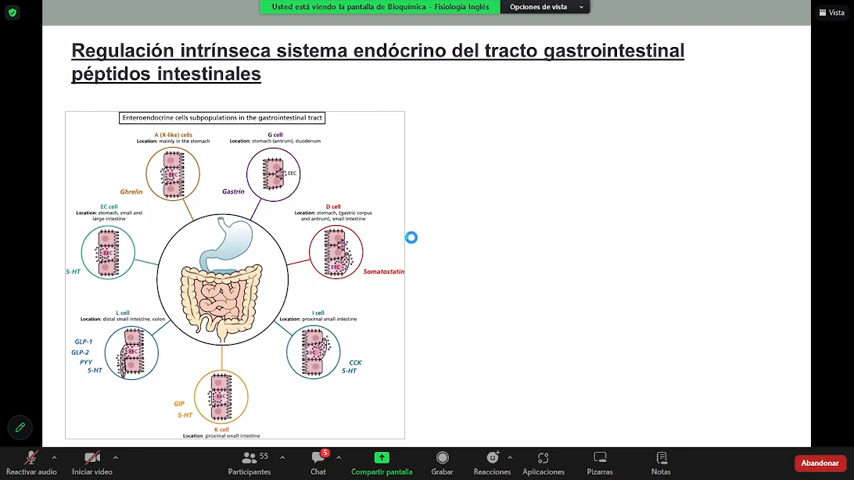 Usted está viendo la pantalla de Bioquímica - Fisiología Inglés
Opciones de vista
Vista
Regulación intrínseca sistema endócrino del tracto gastrointestinal
péptidos intestinales
Enteroendocrine cells subpopulations in the gastrointestinal tract
A (X-like) cells
Location: mainly in the stomach
Ghrelin
G cell
Location: stomach (antrum), duodenum
Gastrin
EEC
EC cell
Location: stomach, small and
large intestine
5-HT
D cell
Location: stomach, (gastric corpus
and antrum), small intestine
Somatostatin
L cell
Location: distal small intestine, colon
GLP-1
GLP-2
PYY
5-HT
I cell
Location: proximal small intestine
CCK
5-HT
GIP
5-HT
K cell
Location: proximal small intestine
Reactivar audio
Iniciar video
Participantes
55
Chat
5
Compartir pantalla
Grabar
Reacciones
Aplicaciones
Pizarras
Notas
Abandonar